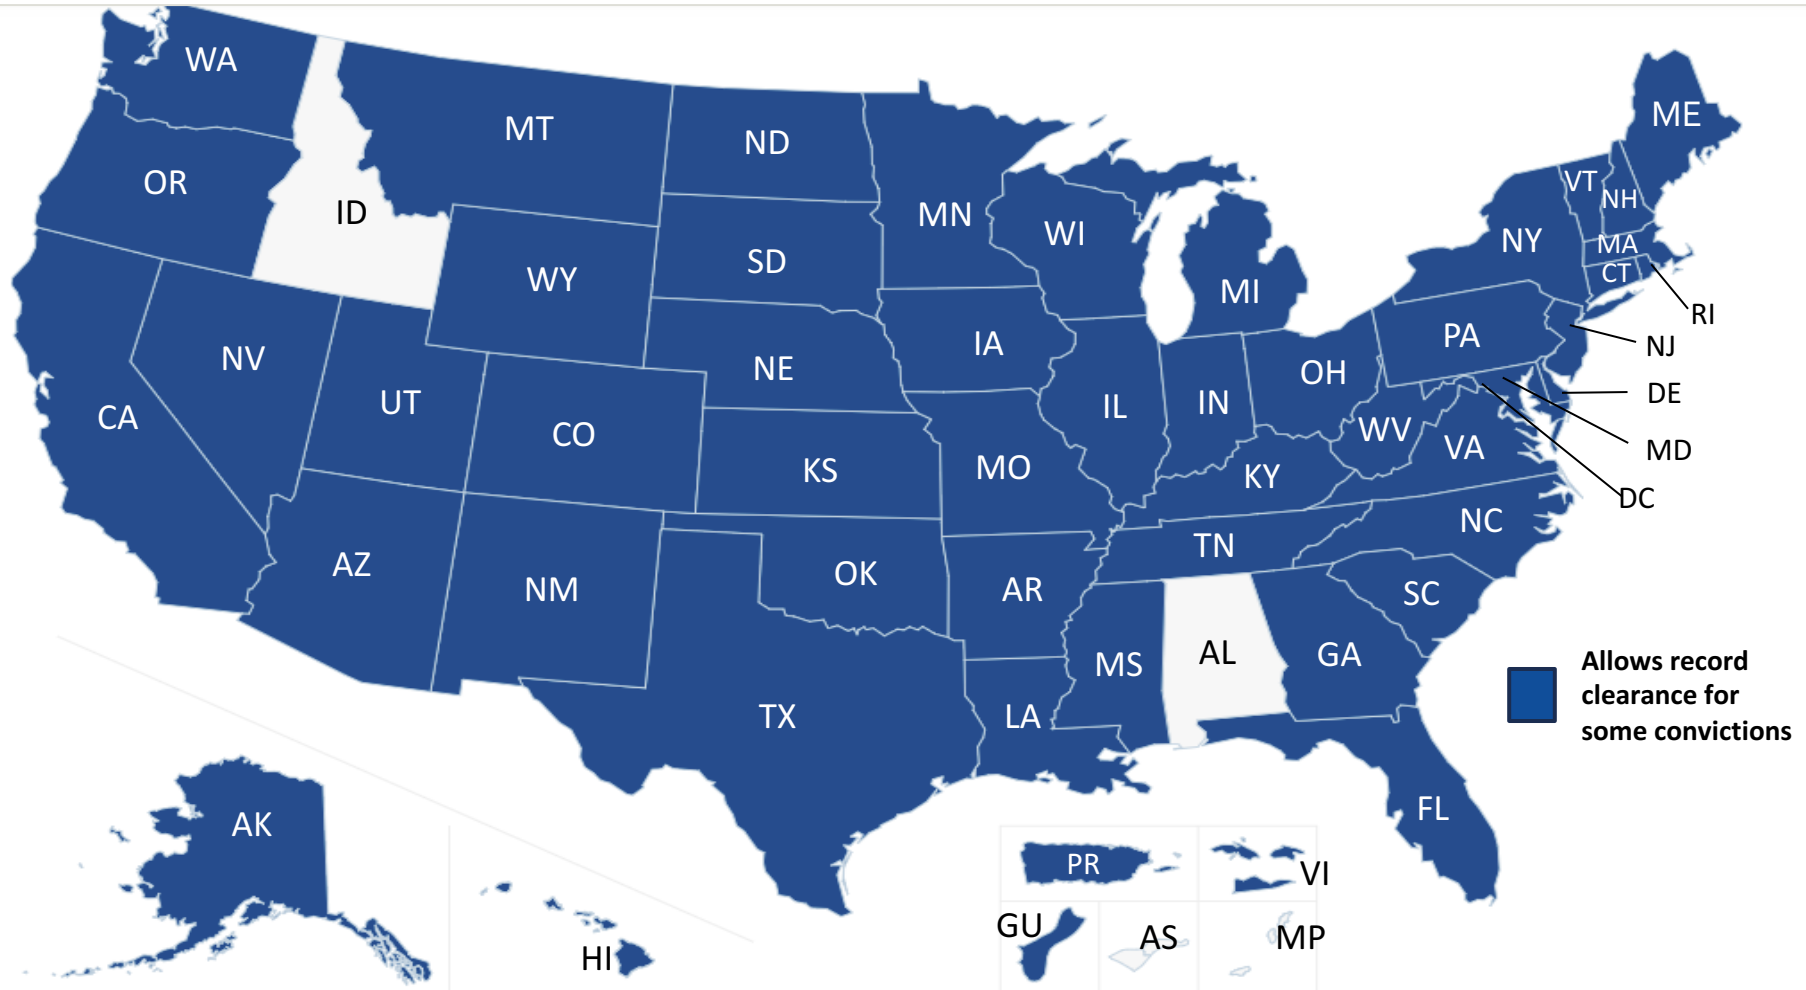 WA
MT
ND
ME
OR
ID
MN
VT
NH
WI
NY
MA
SD
CT
WY
MI
RI
PA
NJ
IA
NV
NE
OH
DE
UT
IL
IN
CA
CO
WV
VA
MD
KS
MO
KY
DC
NC
TN
AZ
OK
NM
AR
SC
AL
GA
MS
Allows record
clearance for
some convictions
TX
LA
FL
AK
PR
VI
GU
AS
MP
HI